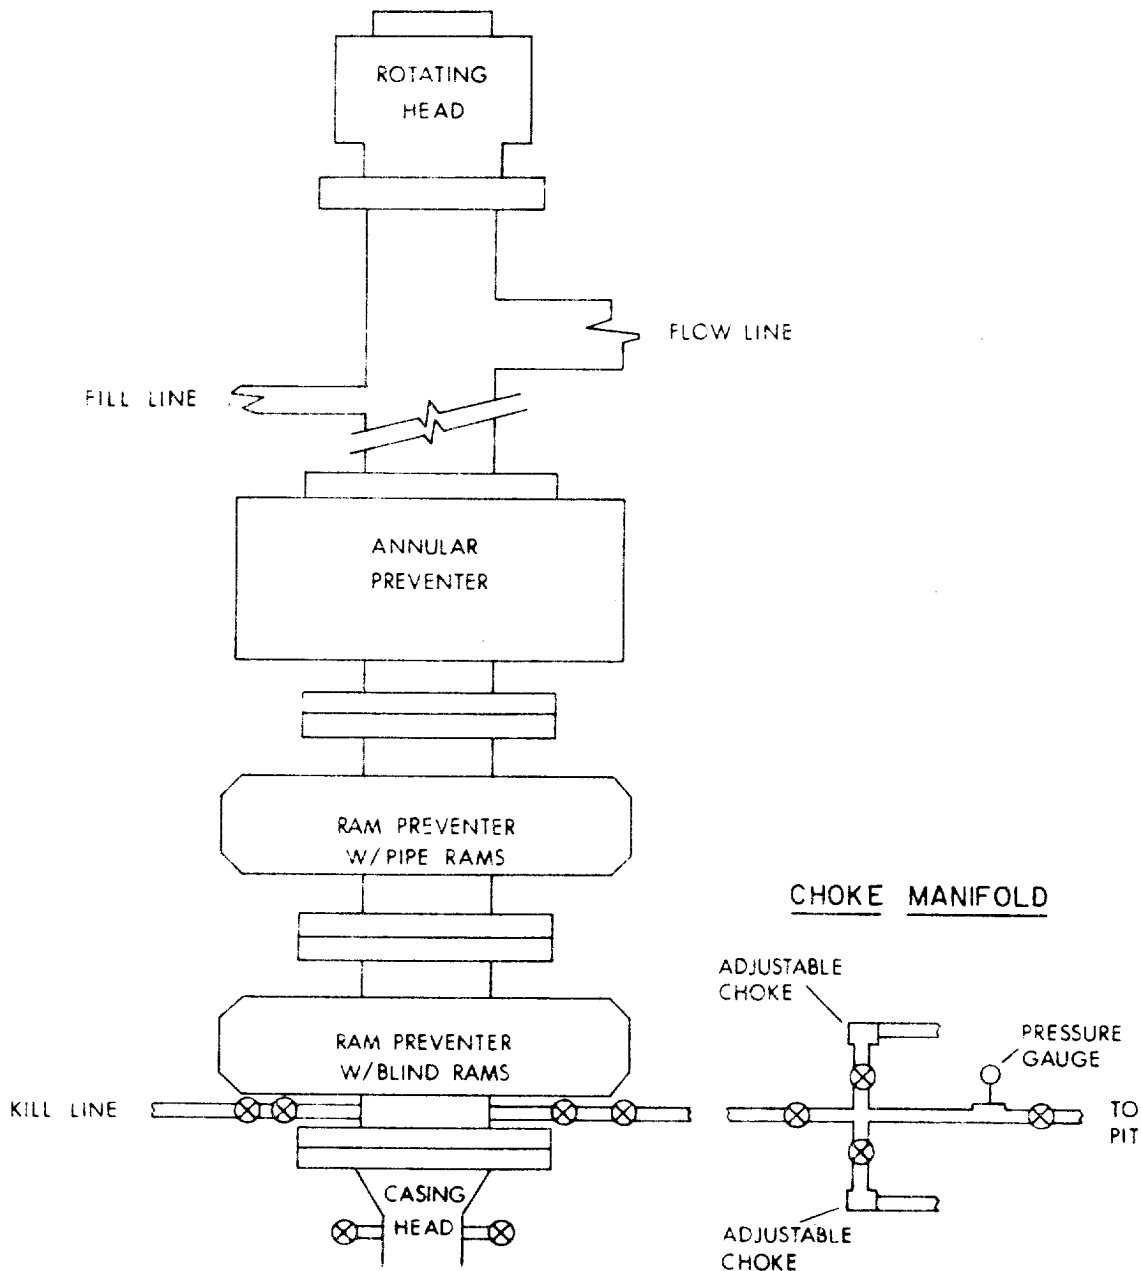 ROTATING
HEAD
FLOW LINE
FILL LINE
ANNULAR
PREVENTER
RAM PREVENTER
W/PIPE RAMS
CHOKE MANIFOLD
ADJUSTABLE
CHOKE
PRESSURE
GAUGE
RAM PREVENTER
W/BLIND RAMS
KILL LINE
TO
PIT
CASING
HEAD
ADJUSTABLE
CHOKE